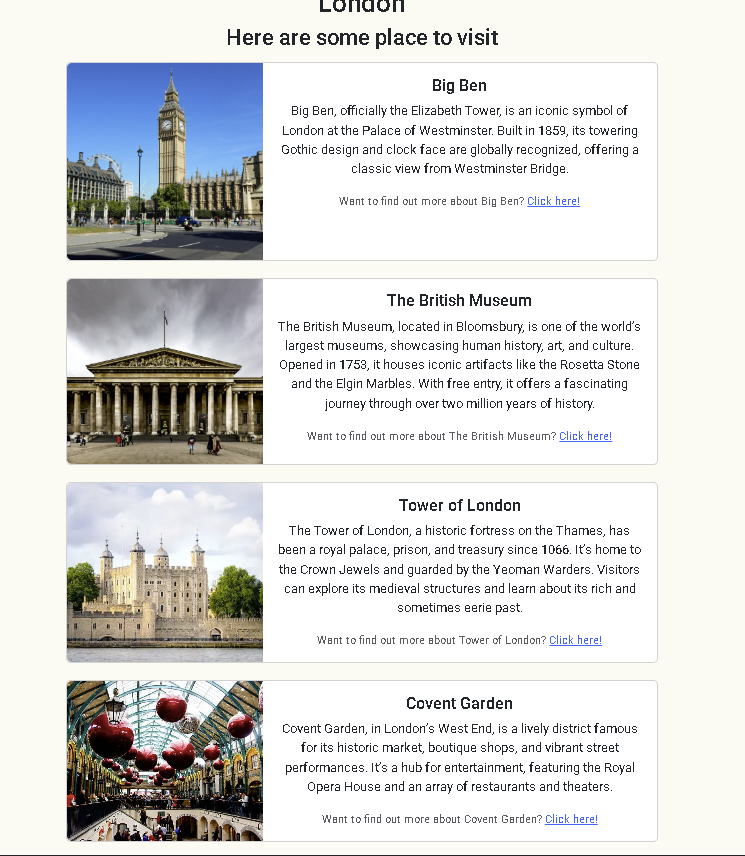 London
Here are some place to visit
Big Ben
Big Ben, officially the Elizabeth Tower, is an iconic symbol of
London at the Palace of Westminster. Built in 1859, its towering
Gothic design and clock face are globally recognized, offering a
classic view from Westminster Bridge.
Want to find out more about Big Ben? Click here!
The British Museum
The British Museum, located in Bloomsbury, is one of the world’s
largest museums, showcasing human history, art, and culture.
Opened in 1753, it houses iconic artifacts like the Rosetta Stone
and the Elgin Marbles. With free entry, it offers a fascinating
journey through over two million years of history.
Want to find out more about The British Museum? Click here!
Tower of London
The Tower of London, a historic fortress on the Thames, has
been a royal palace, prison, and treasury since 1066. It’s home to
the Crown Jewels and guarded by the Yeoman Warders. Visitors
can explore its medieval structures and learn about its rich and
sometimes eerie past.
Want to find out more about Tower of London? Click here!
Covent Garden
Covent Garden, in London’s West End, is a lively district famous
for its historic market, boutique shops, and vibrant street
performances. It’s a hub for entertainment, featuring the Royal
Opera House and an array of restaurants and theaters.
Want to find out more about Covent Garden? Click here!